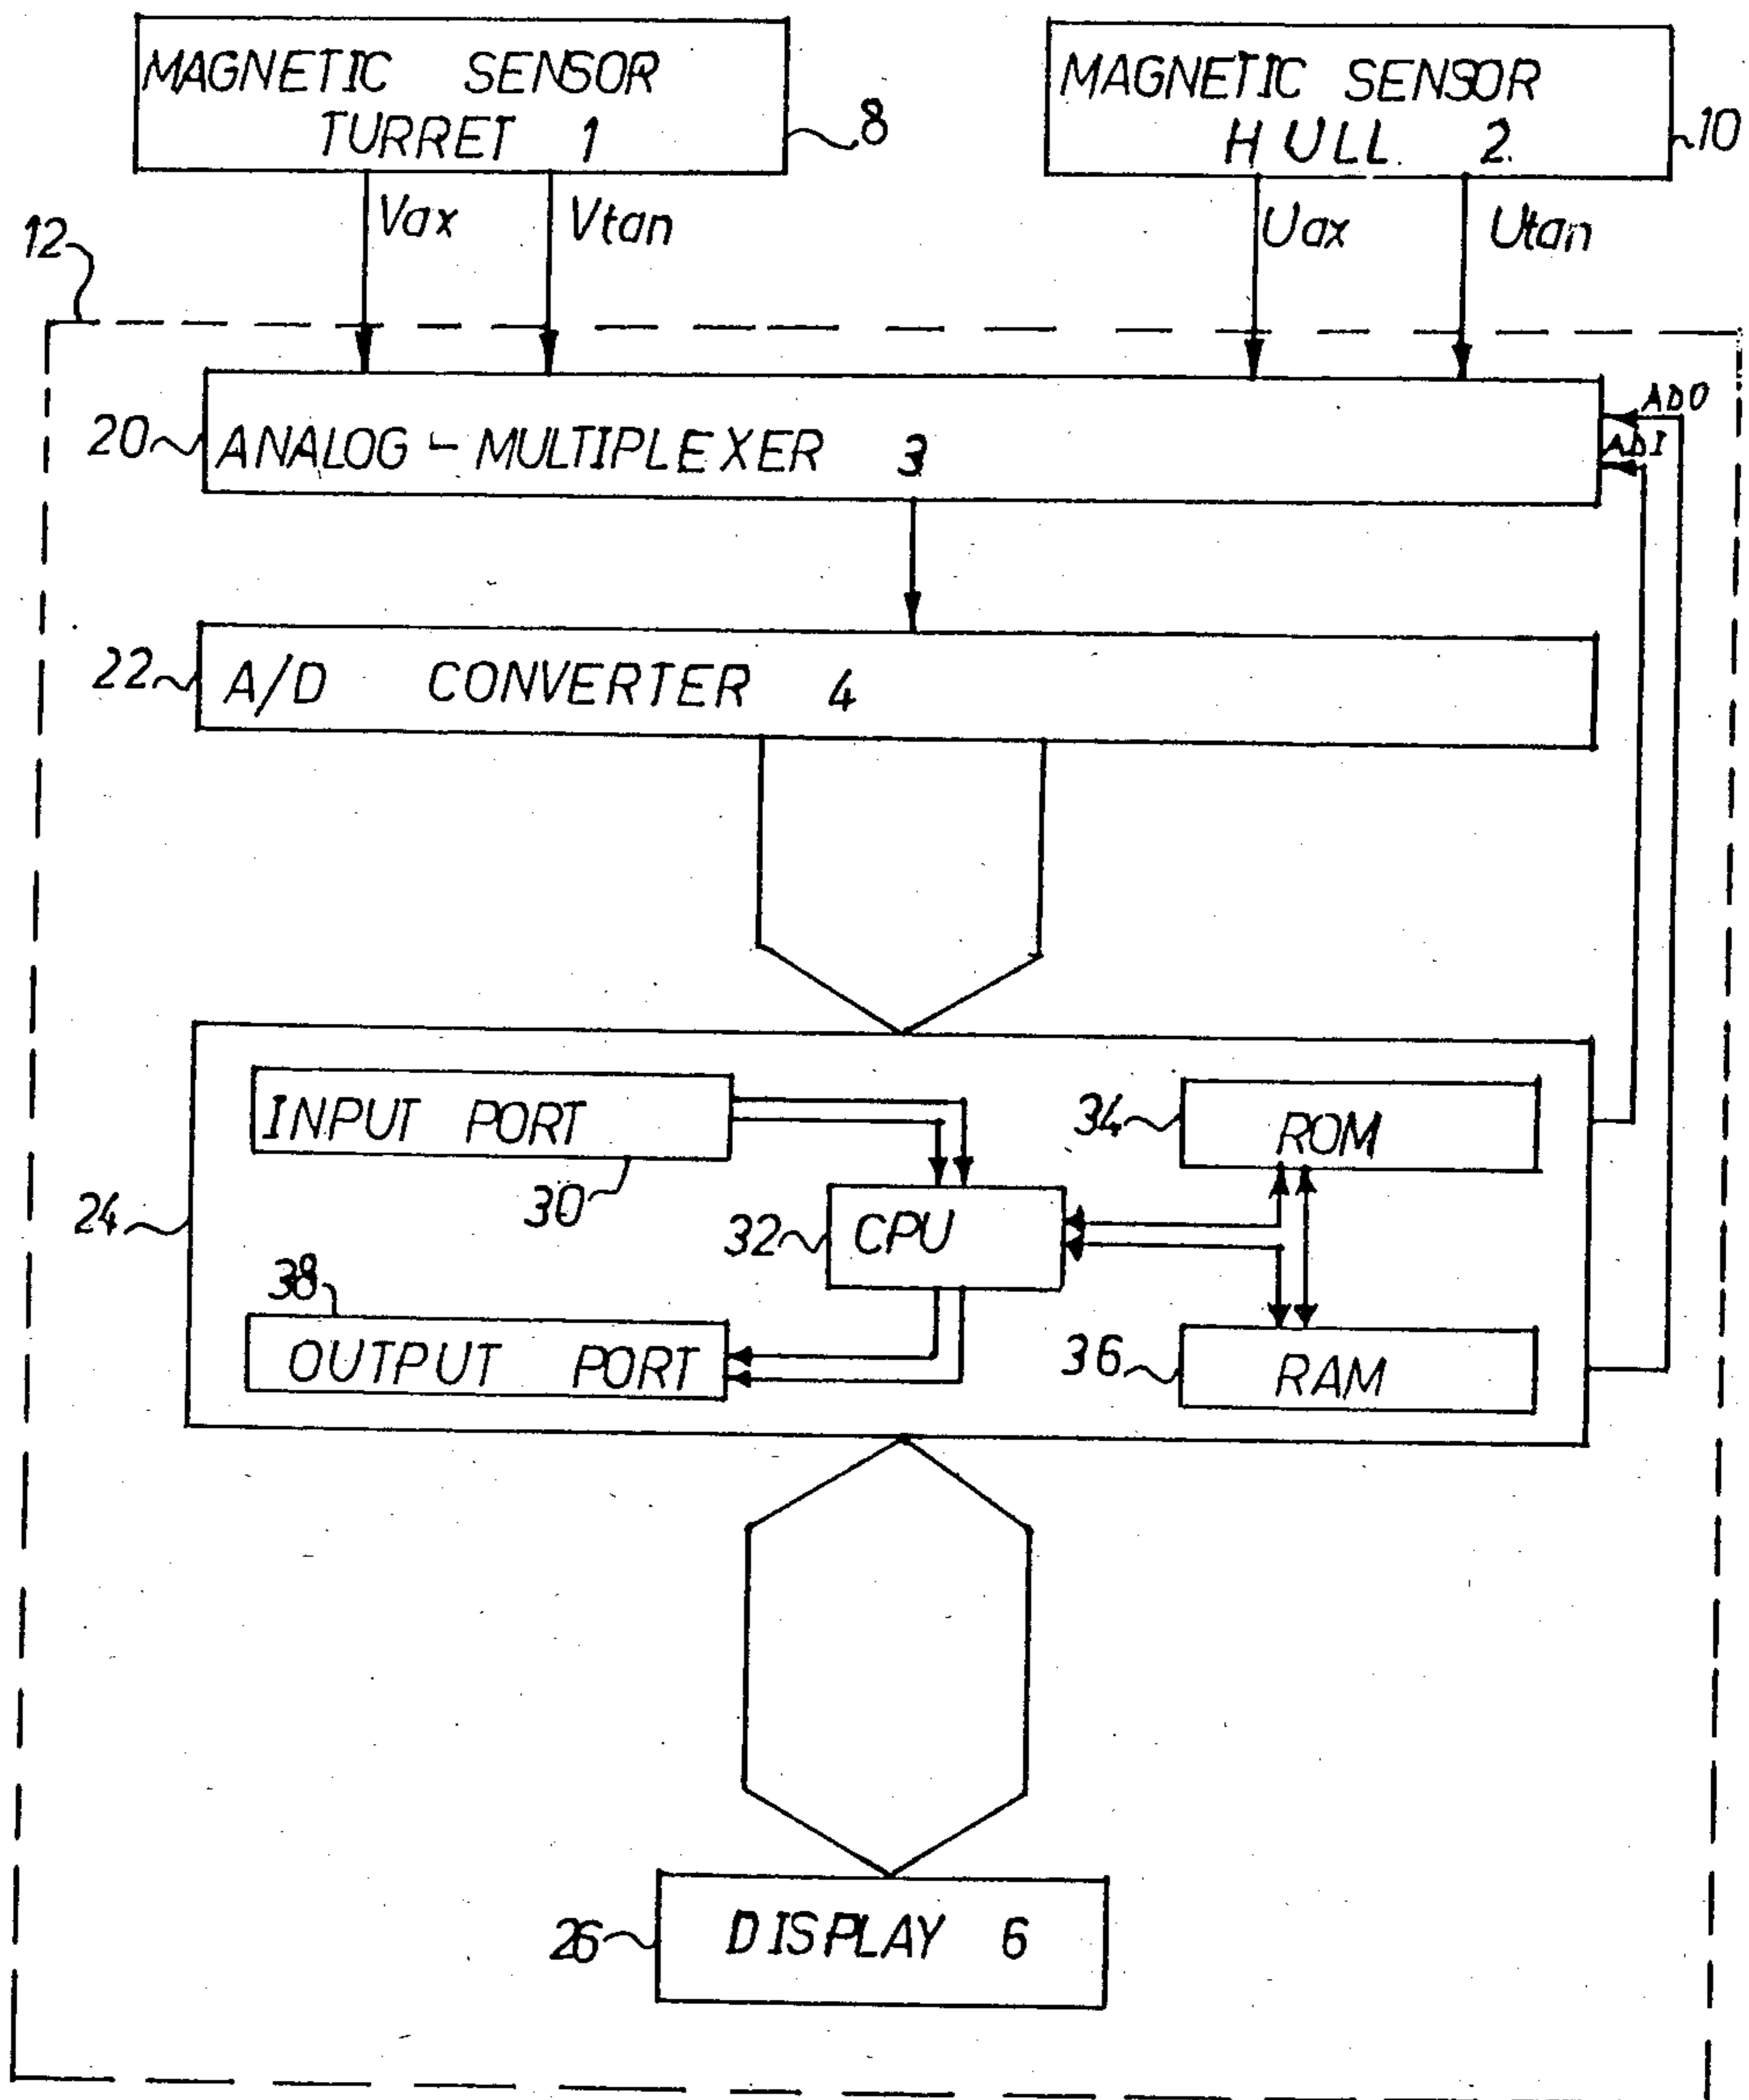 MAGNETIC SENSOR
TURRET 1
8
MAGNETIC SENSOR
HULL. 2.
10
Vax
Vtan
Uax
Utan
12
20
ANALOG - MULTIPLEXER 3
ADO
ADI
22
A/D CONVERTER 4
24
INPUT PORT
30
34
ROM
32
CPU
38
OUTPUT PORT
36
RAM
26
DISPLAY 6